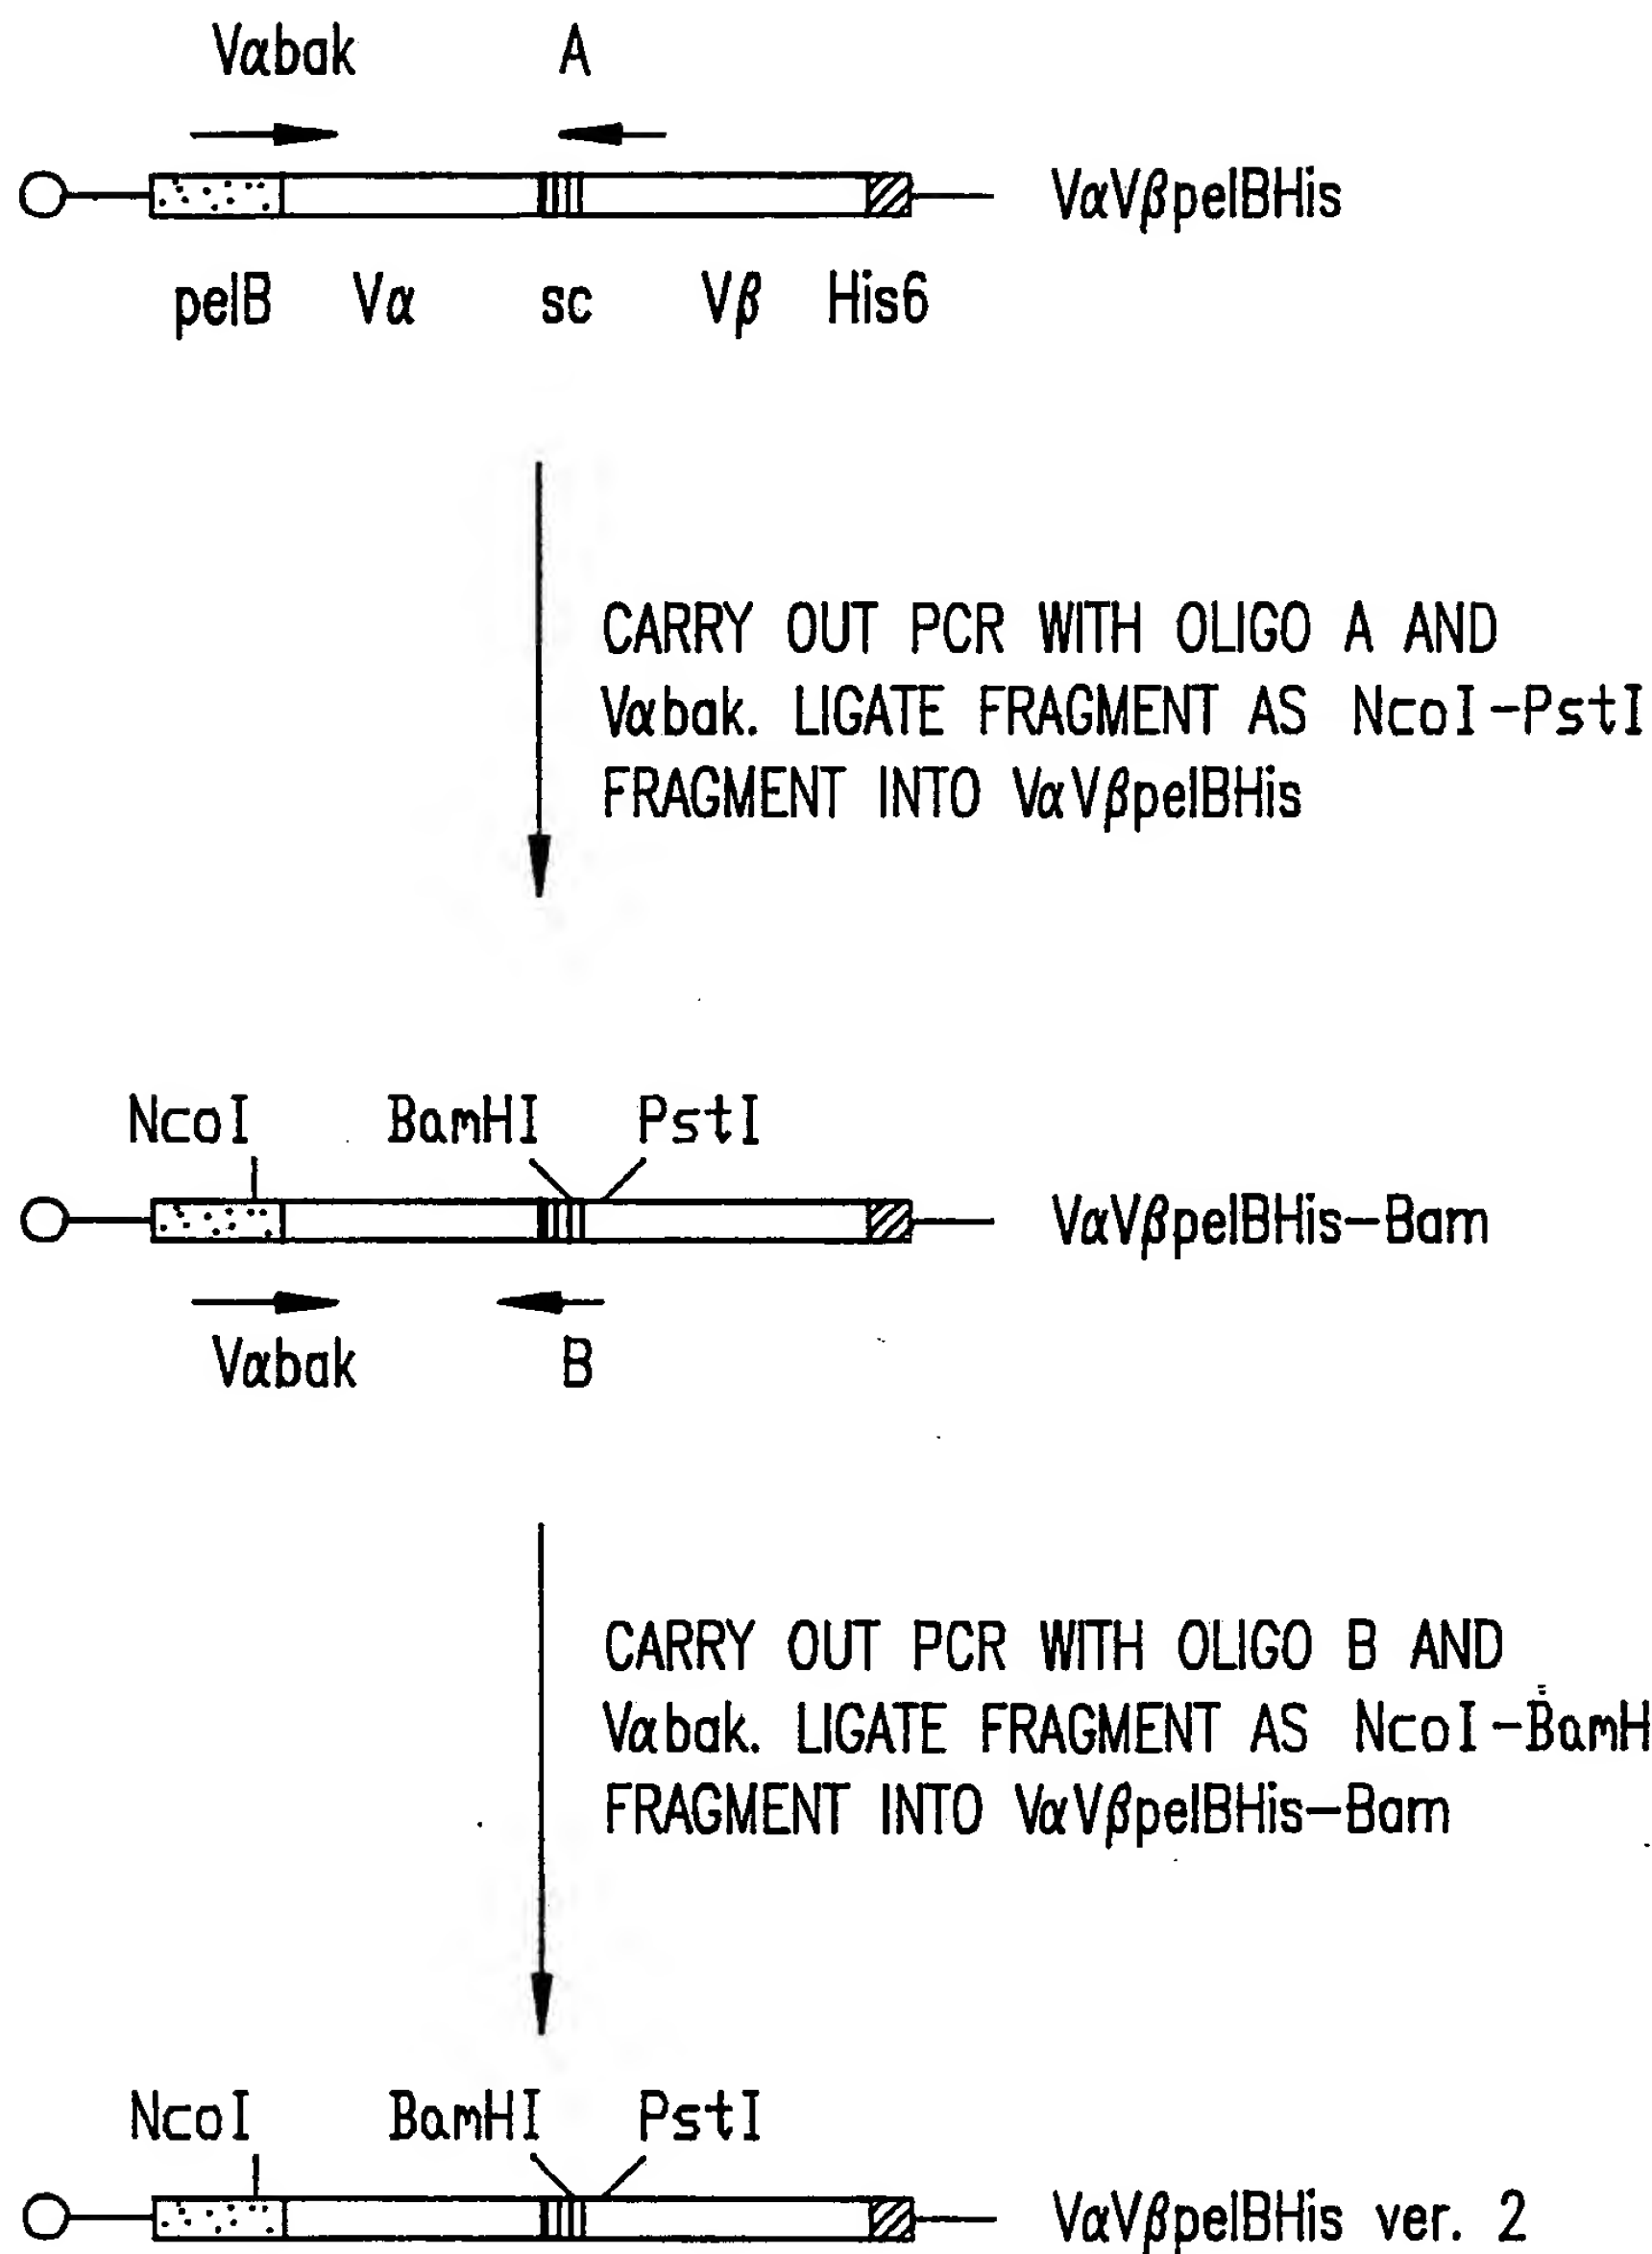 Vαbak A
VαVβpelBHis
pelB Vα sc Vβ His6
CARRY OUT PCR WITH OLIGO A AND
Vαbak. LIGATE FRAGMENT AS NcoI-PstI
FRAGMENT INTO VαVβpelBHis
NcoI BamHI PstI
VαVβpelBHis-Bam
Vαbak B
CARRY OUT PCR WITH OLIGO B AND
Vαbak. LIGATE FRAGMENT AS NcoI-BamH
FRAGMENT INTO VαVβpelBHis-Bam
NcoI BamHI PstI
VαVβpelBHis ver. 2